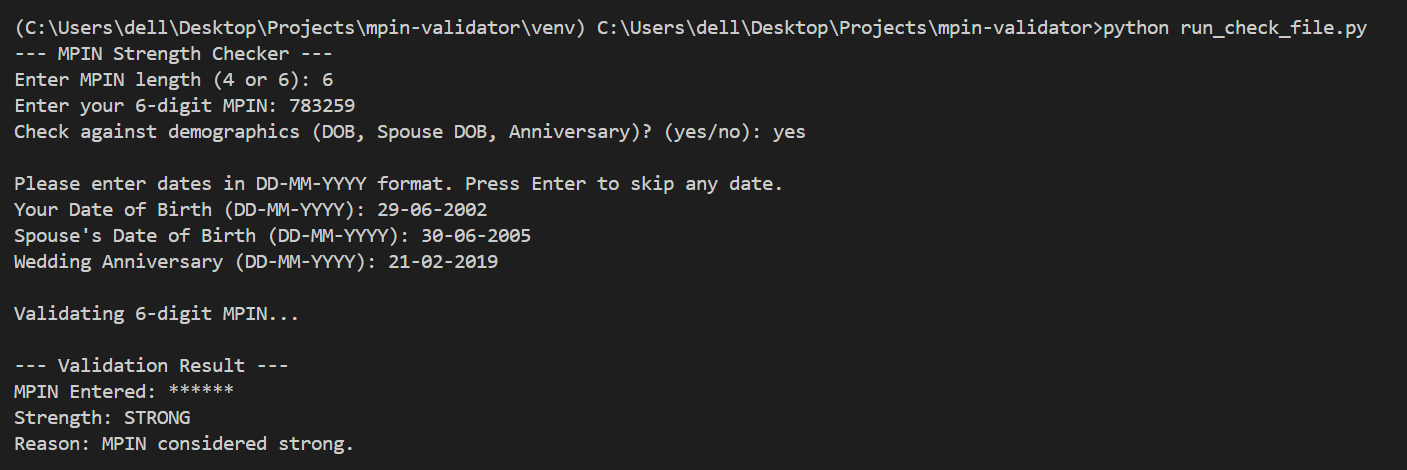 (C:\Users\dell\Desktop\Projects\mpin-validator\venv) C:\Users\dell\Desktop\Projects\mpin-validator>python run_check_file.py
--- MPIN Strength Checker ---
Enter MPIN length (4 or 6): 6
Enter your 6-digit MPIN: 783259
Check against demographics (DOB, Spouse DOB, Anniversary)? (yes/no): yes
Please enter dates in DD-MM-YYYY format. Press Enter to skip any date.
Your Date of Birth (DD-MM-YYYY): 29-06-2002
Spouse's Date of Birth (DD-MM-YYYY): 30-06-2005
Wedding Anniversary (DD-MM-YYYY): 21-02-2019
Validating 6-digit MPIN...
--- Validation Result ---
MPIN Entered: ******
Strength: STRONG
Reason: MPIN considered strong.